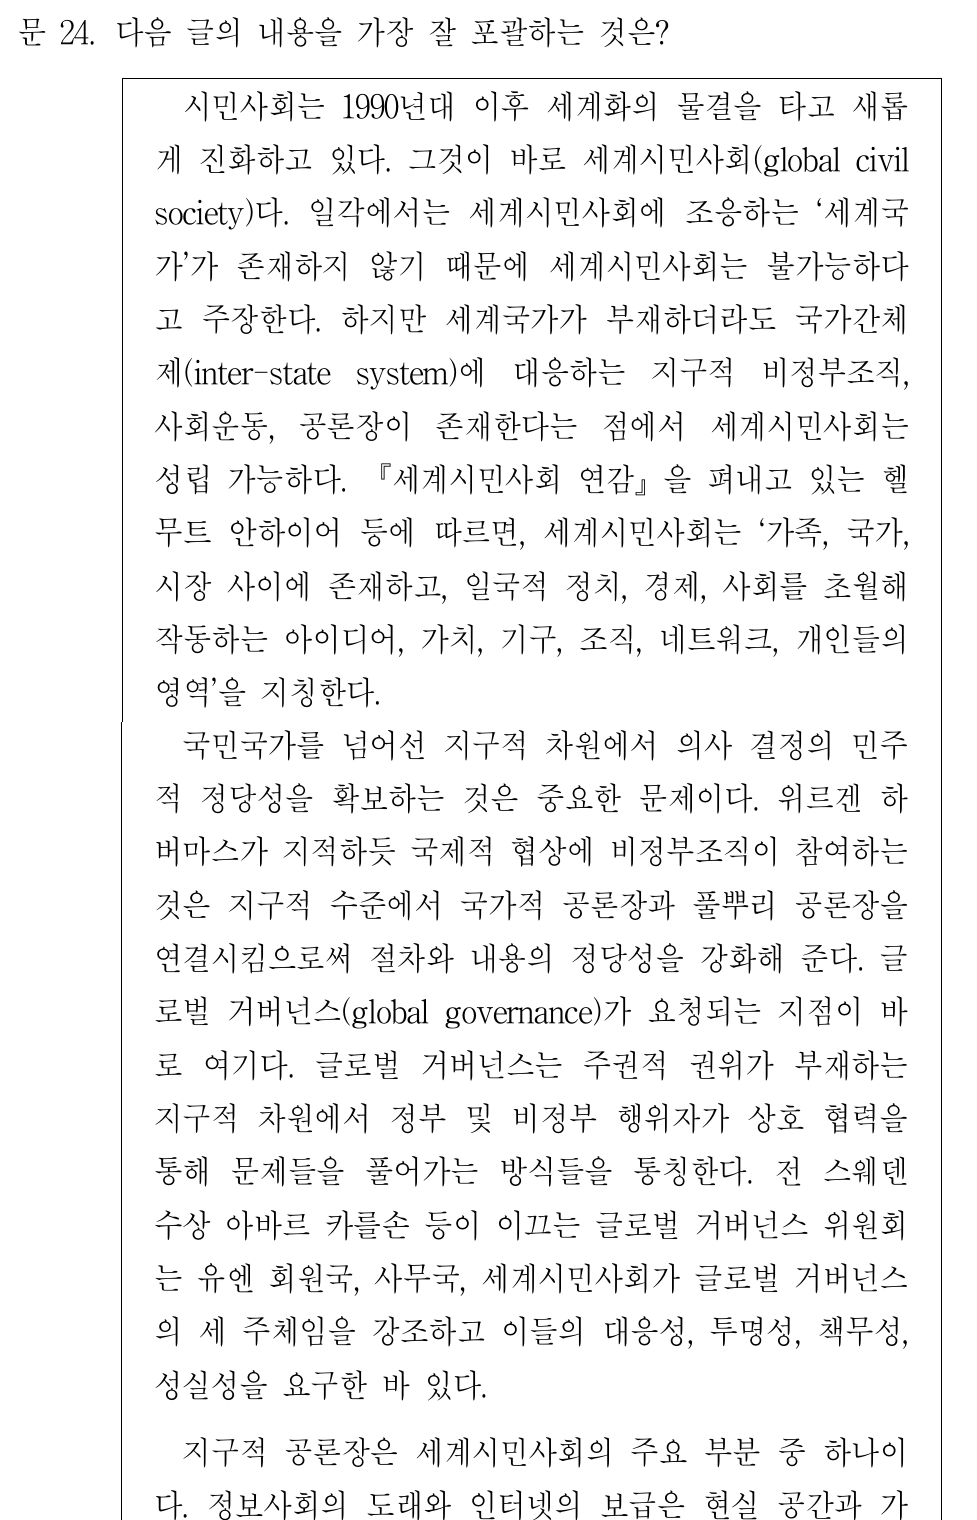 문 24. 다음 글의 내용을 가장 잘 포괄하는 것은?
시민사회는 1990년대 이후 세계화의 물결을 타고 새롭
게 진화하고 있다. 그것이 바로 세계시민사회(global civil
society)다. 일각에서는 세계시민사회에 조응하는 ‘세계국
가’가 존재하지 않기 때문에 세계시민사회는 불가능하다
고 주장한다. 하지만 세계국가가 부재하더라도 국가간체
제(inter-state system)에 대응하는 지구적 비정부조직,
사회운동, 공론장이 존재한다는 점에서 세계시민사회는
성립 가능하다. 『세계시민사회 연감』을 펴내고 있는 헬
무트 안하이어 등에 따르면, 세계시민사회는 ‘가족, 국가,
시장 사이에 존재하고, 일국적 정치, 경제, 사회를 초월해
작동하는 아이디어, 가치, 기구, 조직, 네트워크, 개인들의
영역’을 지칭한다.
국민국가를 넘어선 지구적 차원에서 의사 결정의 민주
적 정당성을 확보하는 것은 중요한 문제이다. 위르겐 하
버마스가 지적하듯 국제적 협상에 비정부조직이 참여하는
것은 지구적 수준에서 국가적 공론장과 풀뿌리 공론장을
연결시킴으로써 절차와 내용의 정당성을 강화해 준다. 글
로벌 거버넌스(global governance)가 요청되는 지점이 바
로 여기다. 글로벌 거버넌스는 주권적 권위가 부재하는
지구적 차원에서 정부 및 비정부 행위자가 상호 협력을
통해 문제들을 풀어가는 방식들을 통칭한다. 전 스웨덴
수상 아바르 카를손 등이 이끄는 글로벌 거버넌스 위원회
는 유엔 회원국, 사무국, 세계시민사회가 글로벌 거버넌스
의 세 주체임을 강조하고 이들의 대응성, 투명성, 책무성,
성실성을 요구한 바 있다.
지구적 공론장은 세계시민사회의 주요 부분 중 하나이
다. 정보사회의 도래와 인터넷의 보급은 현실 공간과 가